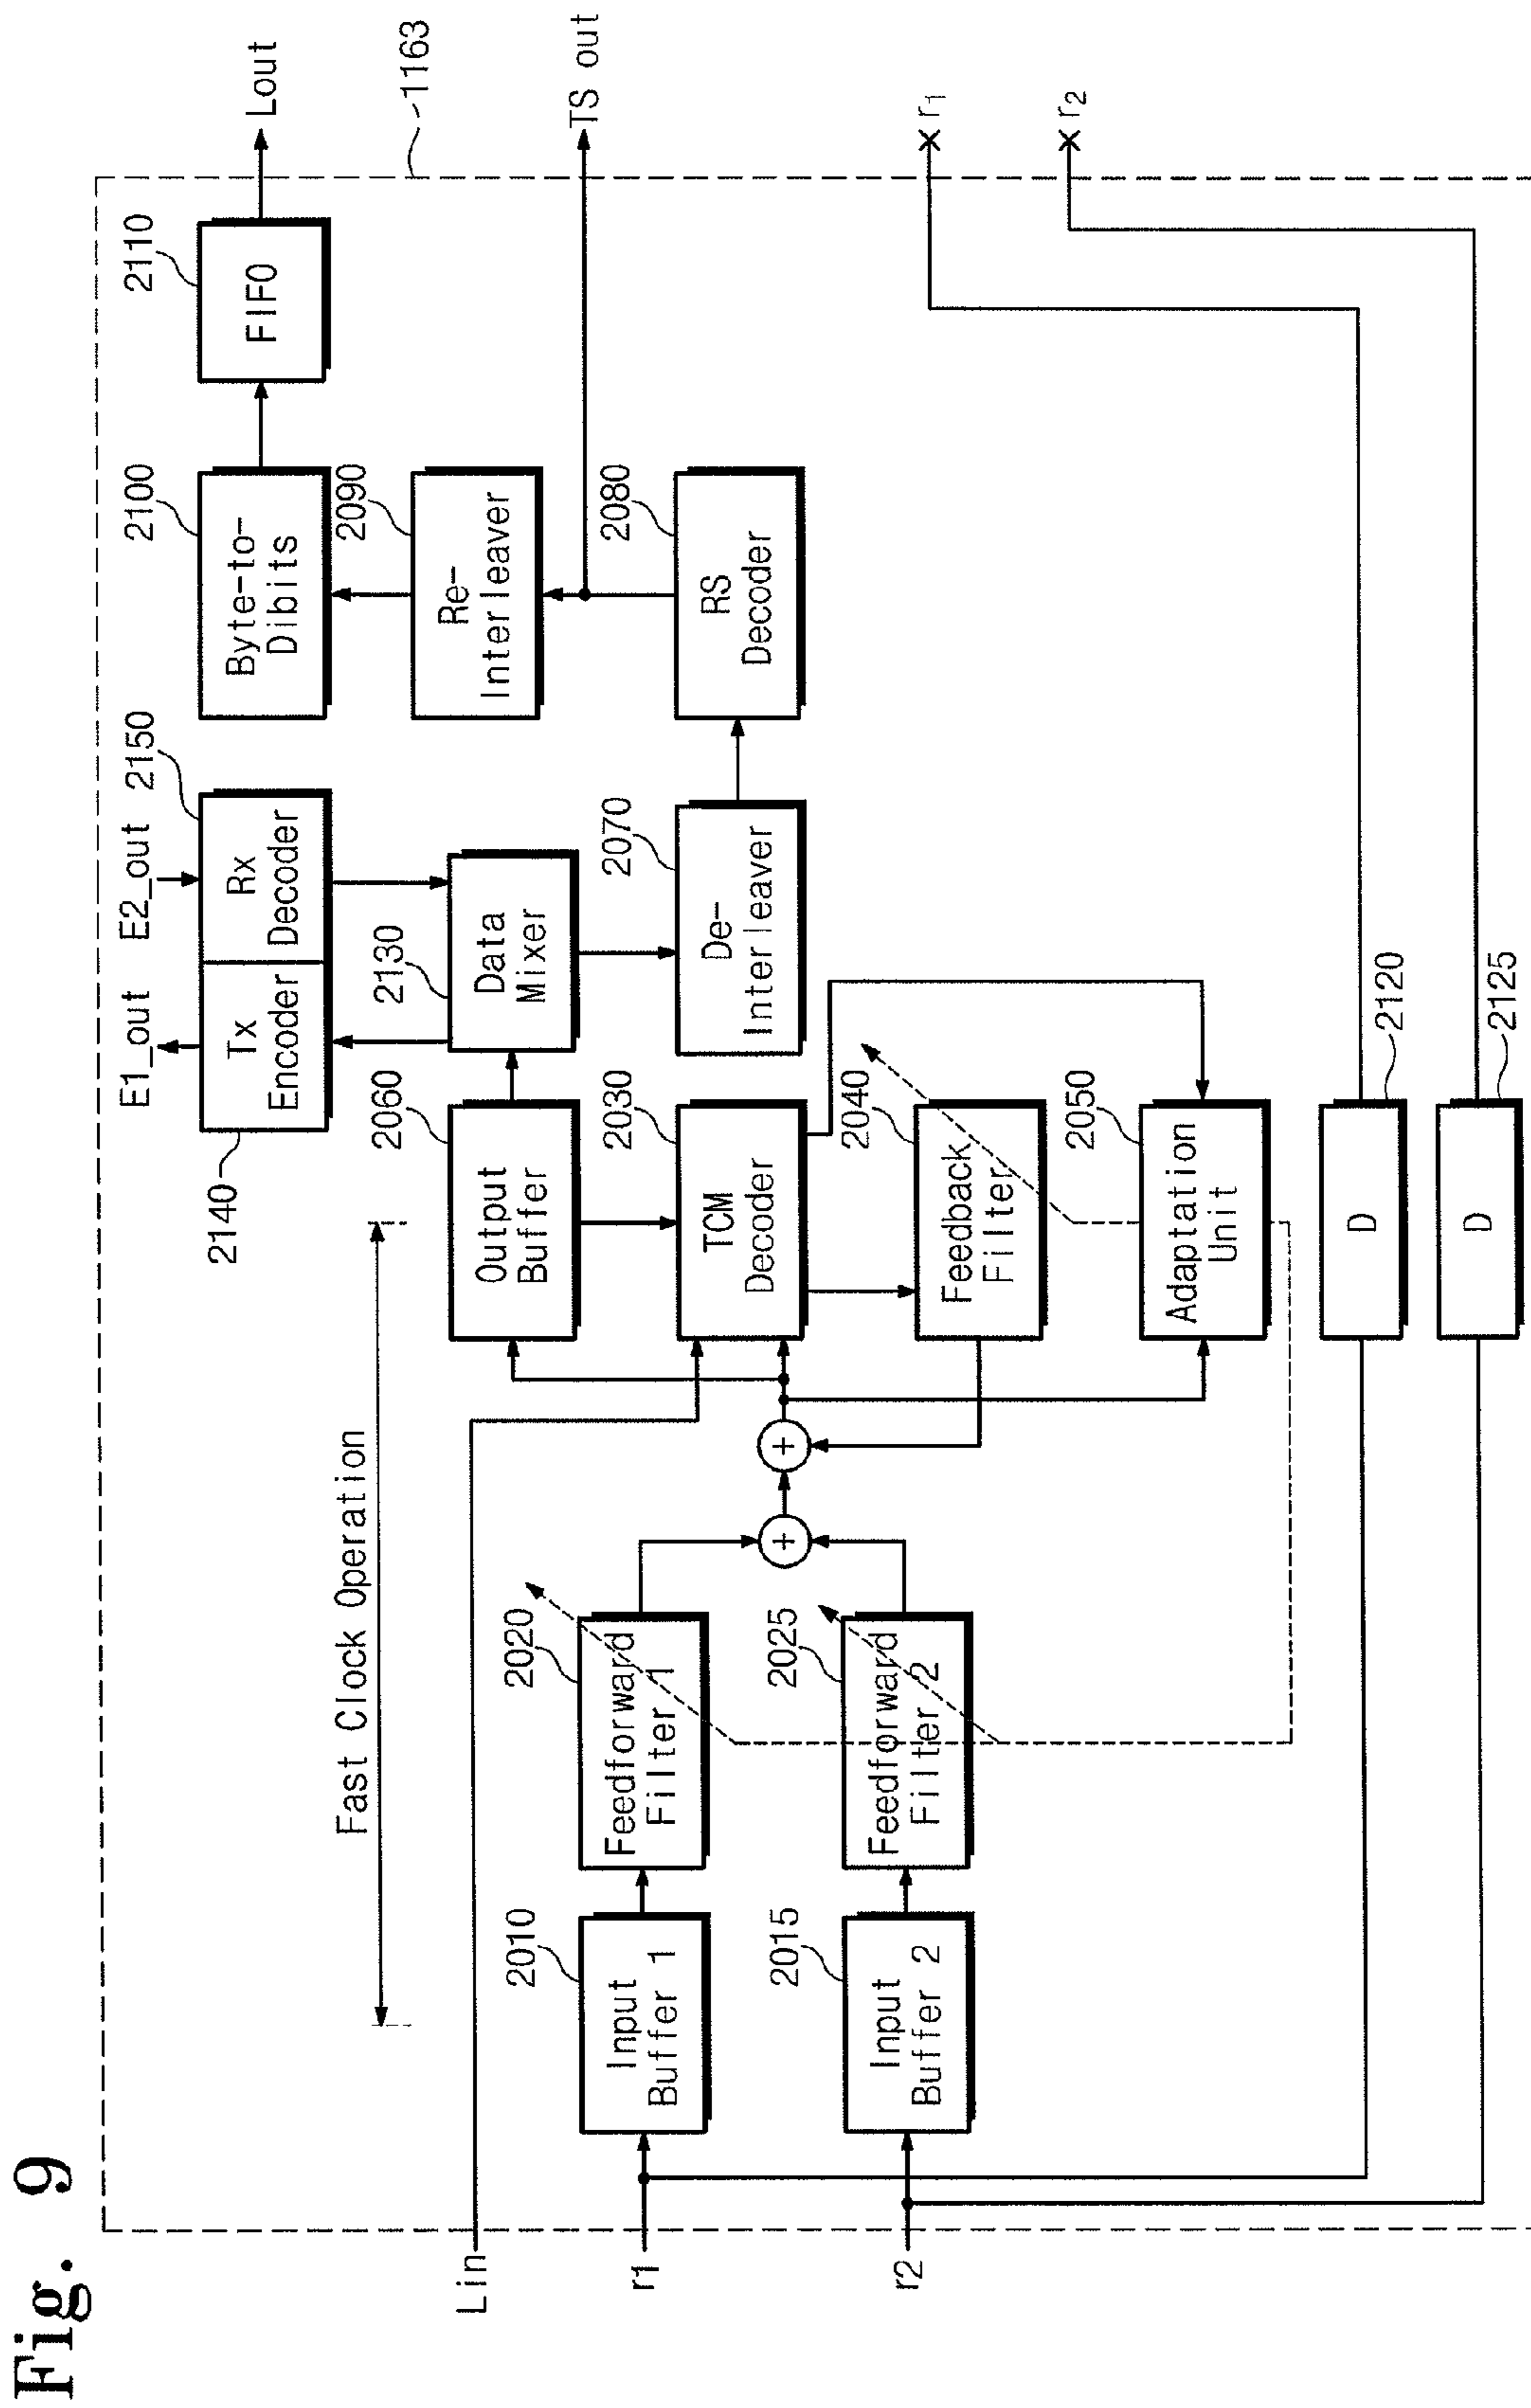 Fig. 9
1163
Fast Clock Operation
Lin
r1
r2
2010
Input
Buffer 1
2015
Input
Buffer 2
2020
Feedforward
Filter 1
2025
Feedforward
Filter 2
+
+
2060
Output
Buffer
2030
TCM
Decoder
2040
Feedback
Filter
2050
Adaptation
Unit
2120
D
2125
D
E1_out
E2_out
2140
Tx
Encoder
2150
Rx
Decoder
2130
Data
Mixer
2070
De-
Interleaver
2080
RS
Decoder
2090
Re-
Interleaver
2100
Byte-to-
Dibits
2110
FIFO
Lout
TS out
r1
r2